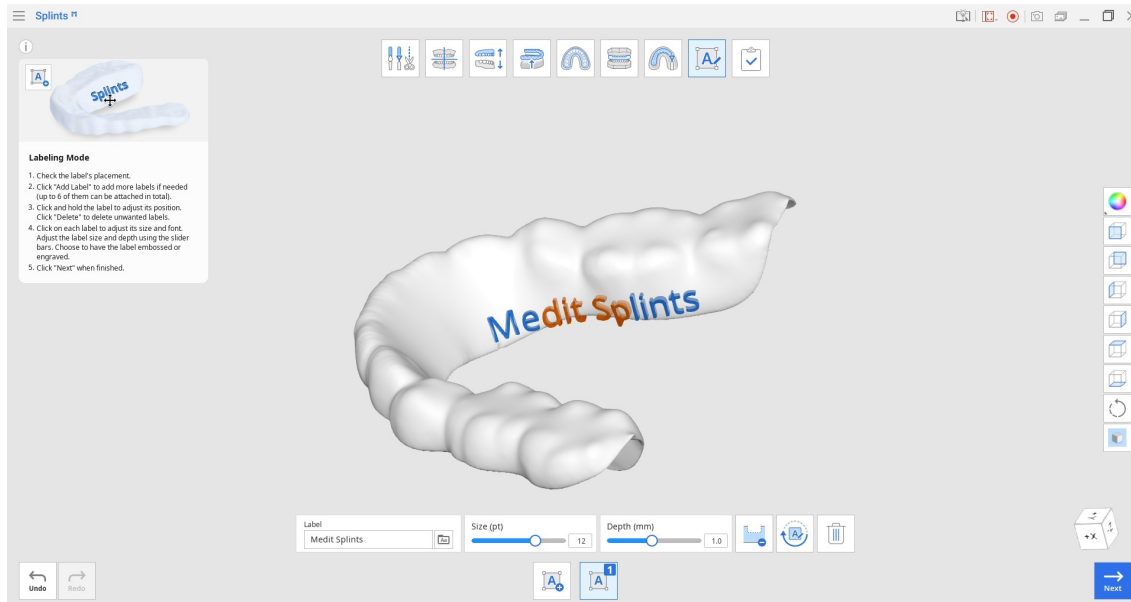 Splints
A
Splints
Labeling Mode
1. Check the label's placement.
2. Click "Add Label" to add more labels if needed
(up to 6 of them can be attached in total).
3. Click and hold the label to adjust its position.
Click "Delete" to delete unwanted labels.
4. Click on each label to adjust its size and font.
Adjust the label size and depth using the slider
bars. Choose to have the label embossed or
engraved.
5. Click "Next" when finished.
A
Medit Splints
Label
Medit Splints
Aa
Size (pt)
12
Depth (mm)
1.0
A
+X
Undo
Redo
A
A
1
Next